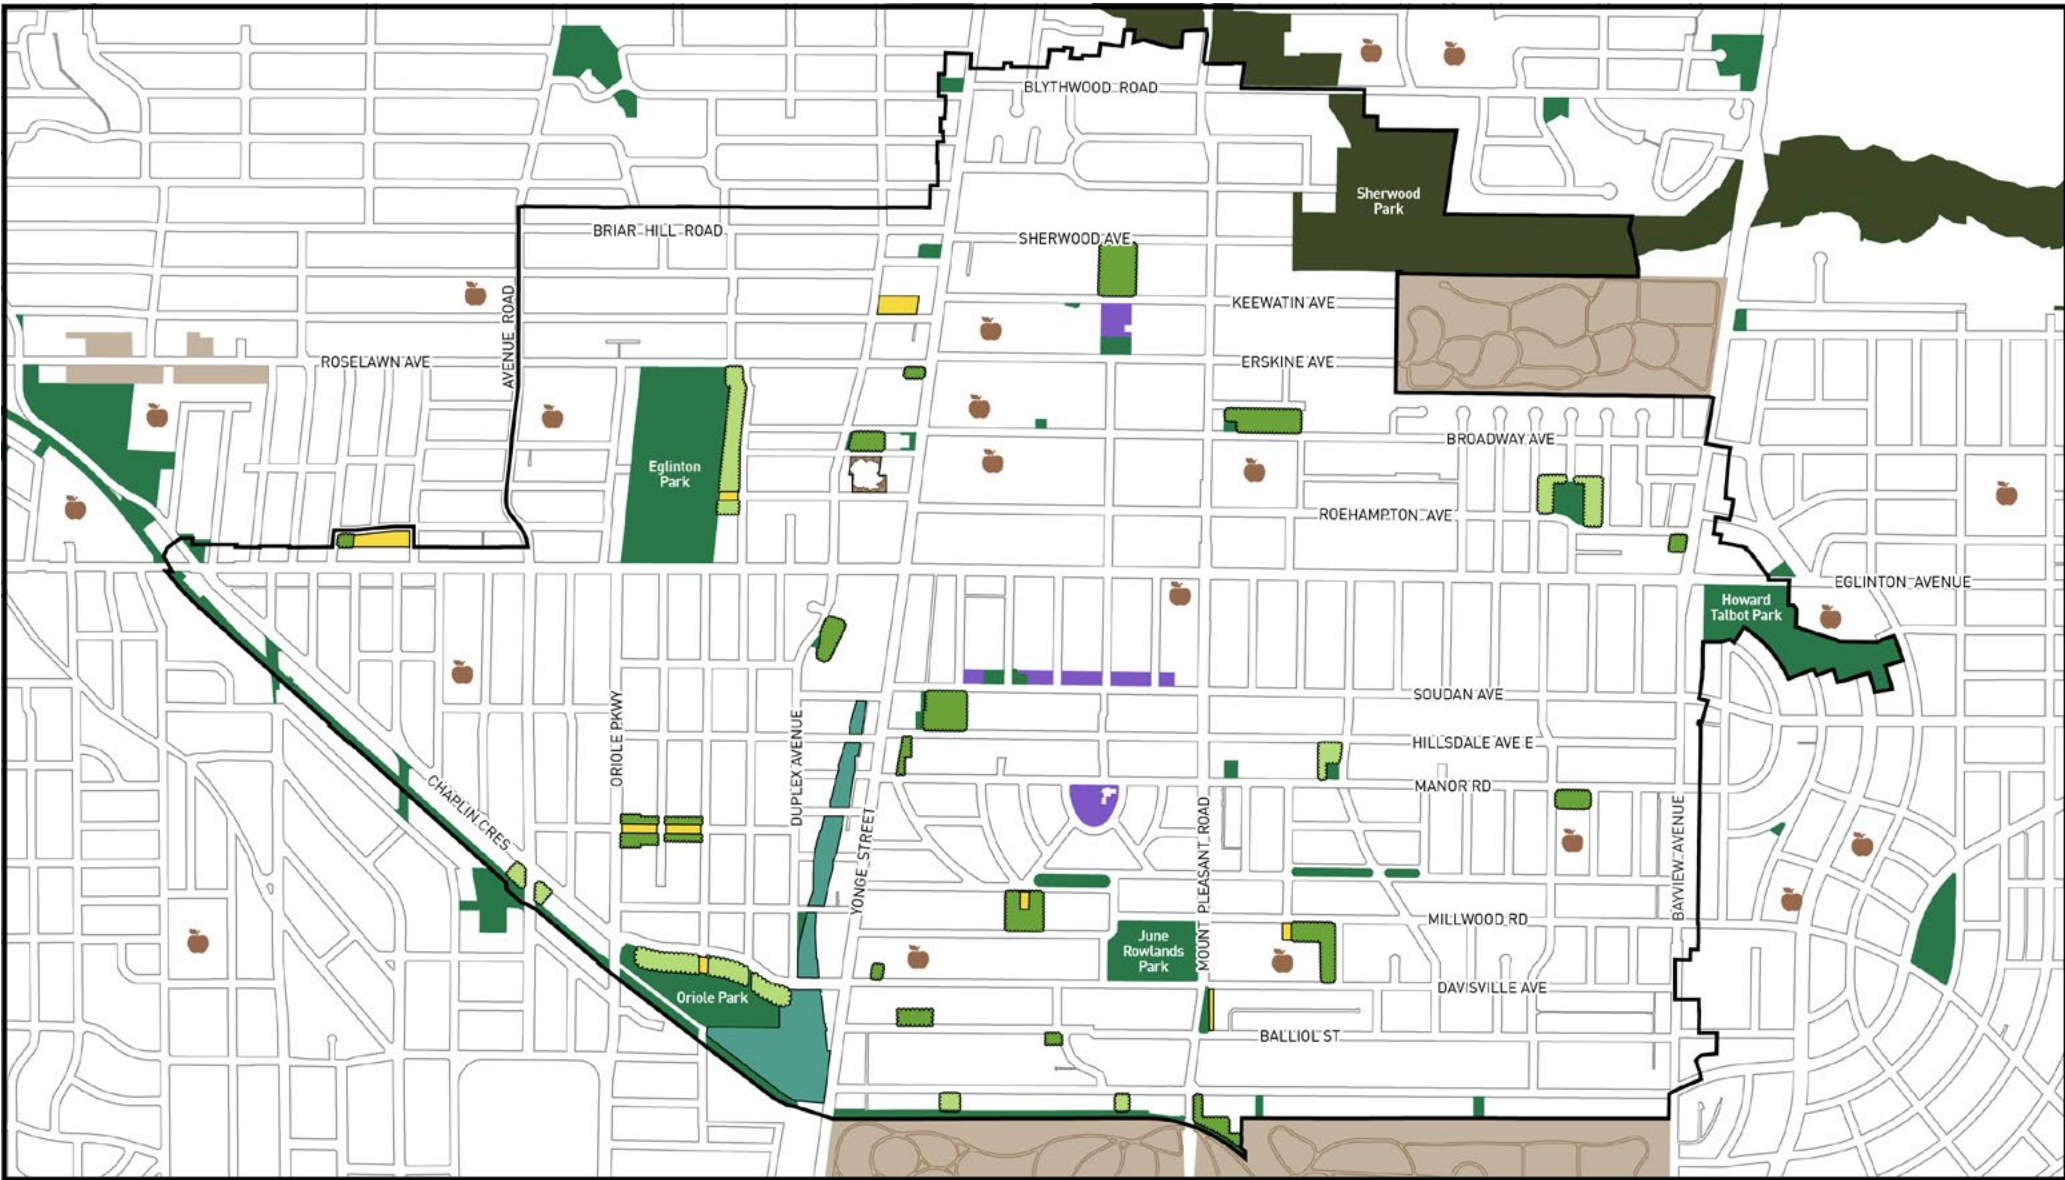 BLYTHWOOD ROAD
Sherwood
Park
BRIAR HILL ROAD
SHERWOOD AVE
AVENUE ROAD
KEEWATIN AVE
ROSELAWN AVE
ERSKINE AVE
BROADWAY AVE
Eglinton
Park
ROEHAMPTON AVE
EGLINTON AVENUE
Howard
Talbot Park
SOUDAN AVE
ORIOLE PKWY
DUPLEX AVENUE
HILLSDALE AVE E
MANOR RD
CHAPLIN CRES
YONGE STREET
MOUNT PLEASANT ROAD
BAYVIEW AVENUE
MILLWOOD RD
June
Rowlands
Park
DAVISVILLE AVE
Oriole Park
BALLIOL ST